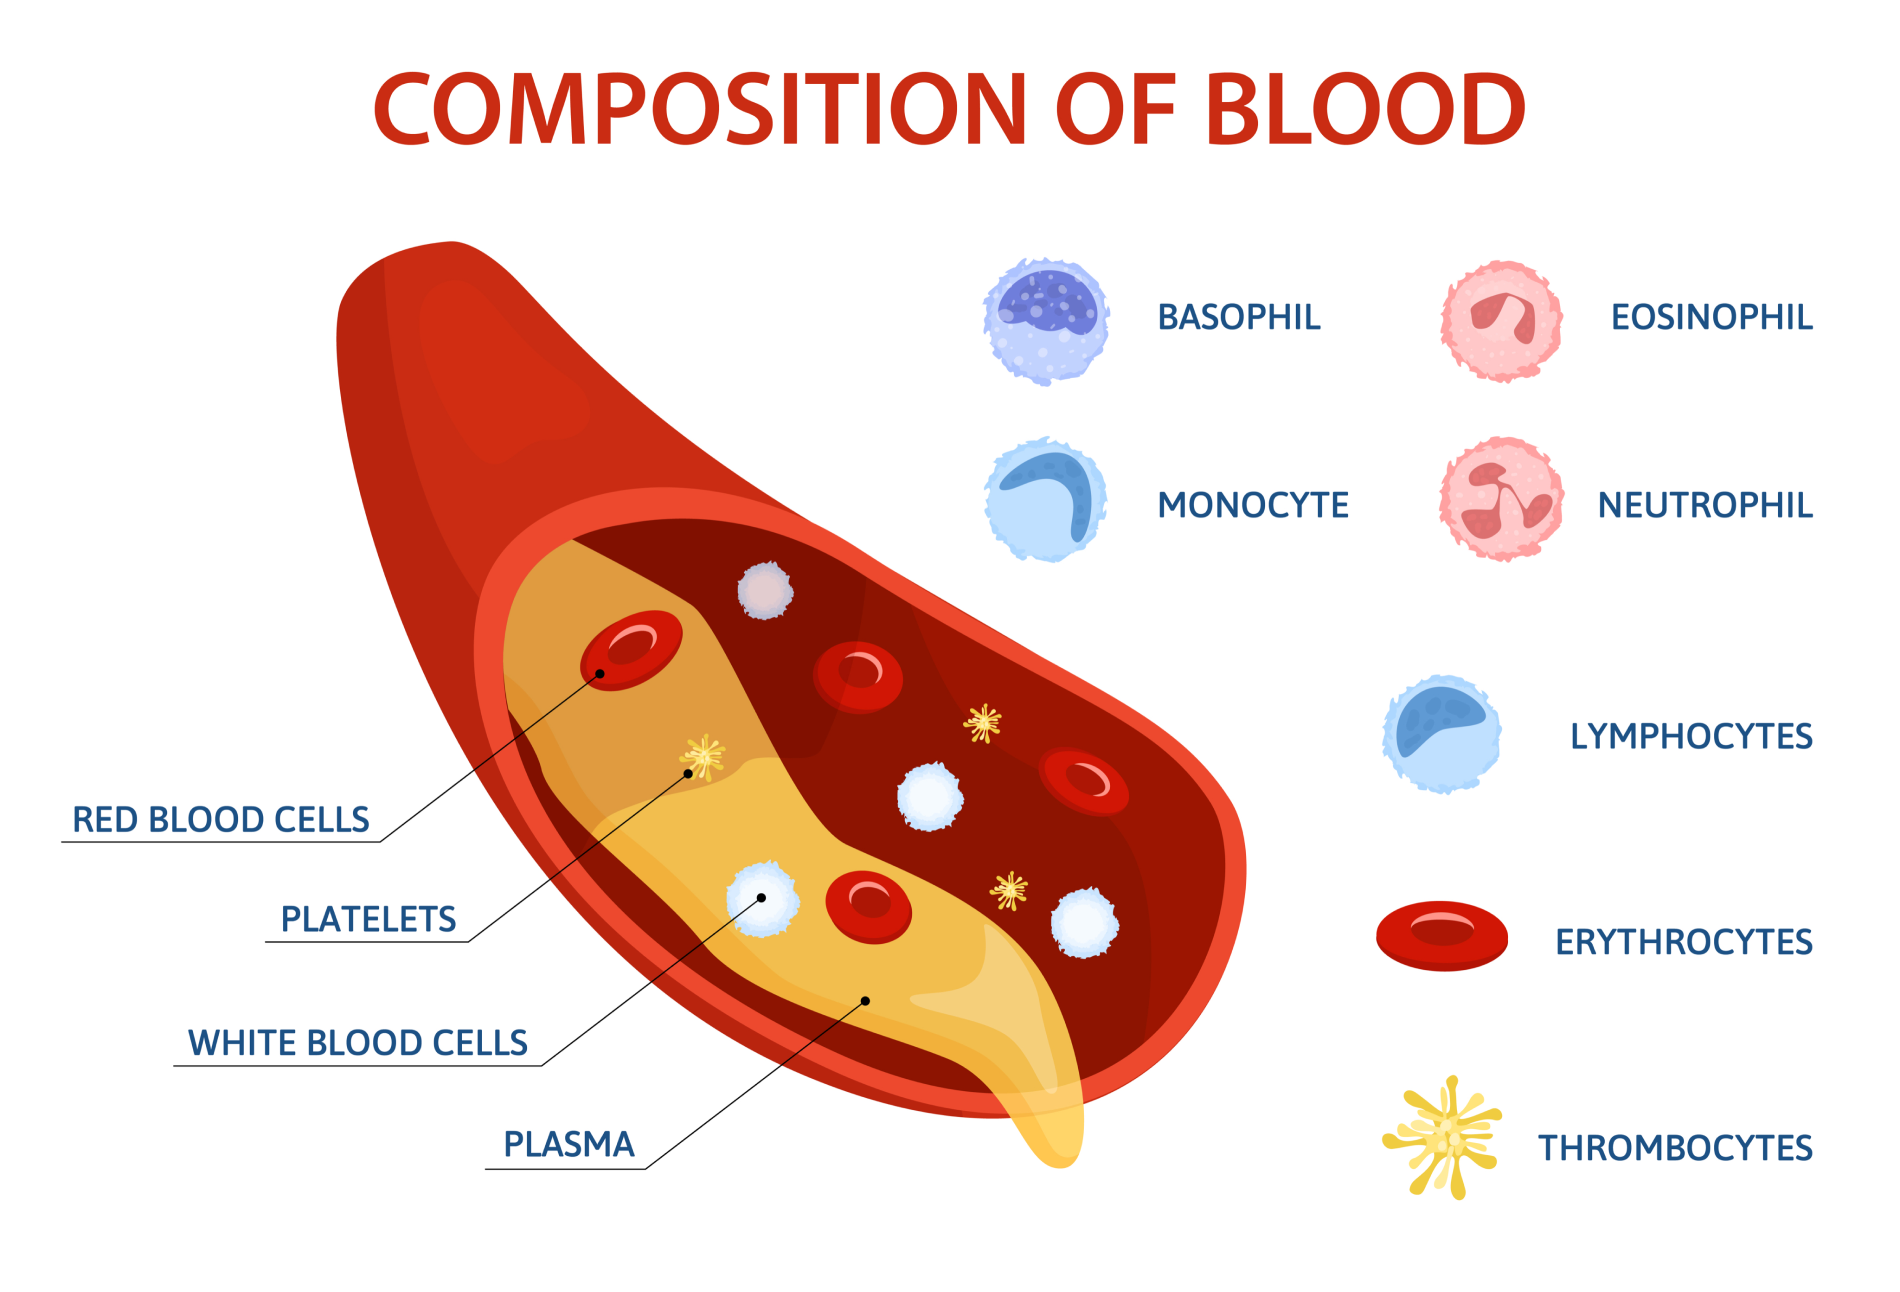 COMPOSITION OF BLOOD
BASOPHIL
EOSINOPHIL
MONOCYTE
NEUTROPHIL
LYMPHOCYTES
RED BLOOD CELLS
PLATELETS
ERYTHROCYTES
WHITE BLOOD CELLS
PLASMA
THROMBOCYTES